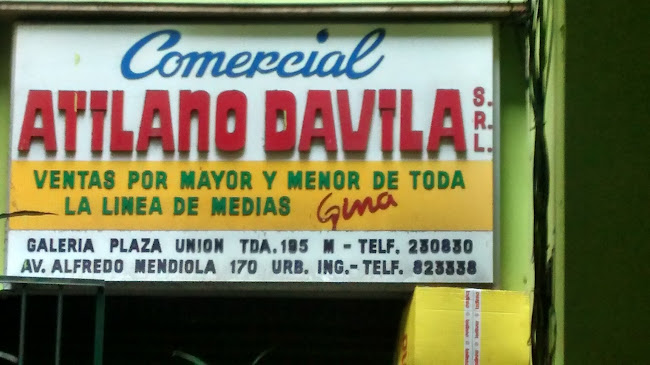 Comercial
ATILANO DAVILA S.R.L.
VENTAS POR MAYOR Y MENOR DE TODA
LA LINEA DE MEDIAS Gina
GALERIA PLAZA UNION TDA. 195 M - TELF. 230830
AV. ALFREDO MENDIOLA 170 URB. ING.- TELF. 823338